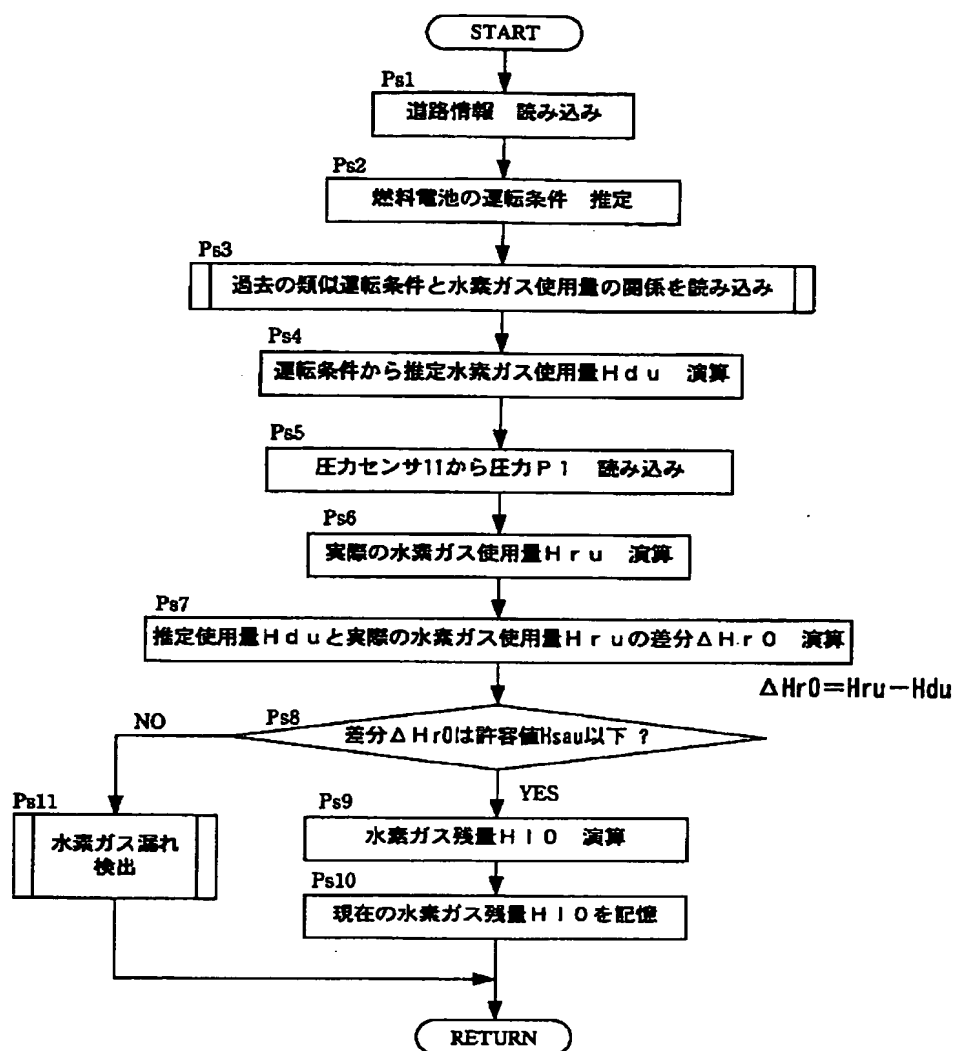 START
Ps1
道路情報 読み込み
Ps2
燃料電池の運転条件 推定
Ps3
過去の類似運転条件と水素ガス使用量の関係を読み込み
Ps4
運転条件から推定水素ガス使用量Hdu 演算
Ps5
圧力センサ11から圧力P1 読み込み
Ps6
実際の水素ガス使用量Hru 演算
Ps7
推定使用量Hduと実際の水素ガス使用量Hruの差分ΔHr0 演算
ΔHr0=Hru-Hdu
Ps8
差分ΔHr0は許容値Hsau以下 ?
NO
YES
Ps11
水素ガス漏れ
検出
Ps9
水素ガス残量Hl0 演算
Ps10
現在の水素ガス残量Hl0を記憶
RETURN